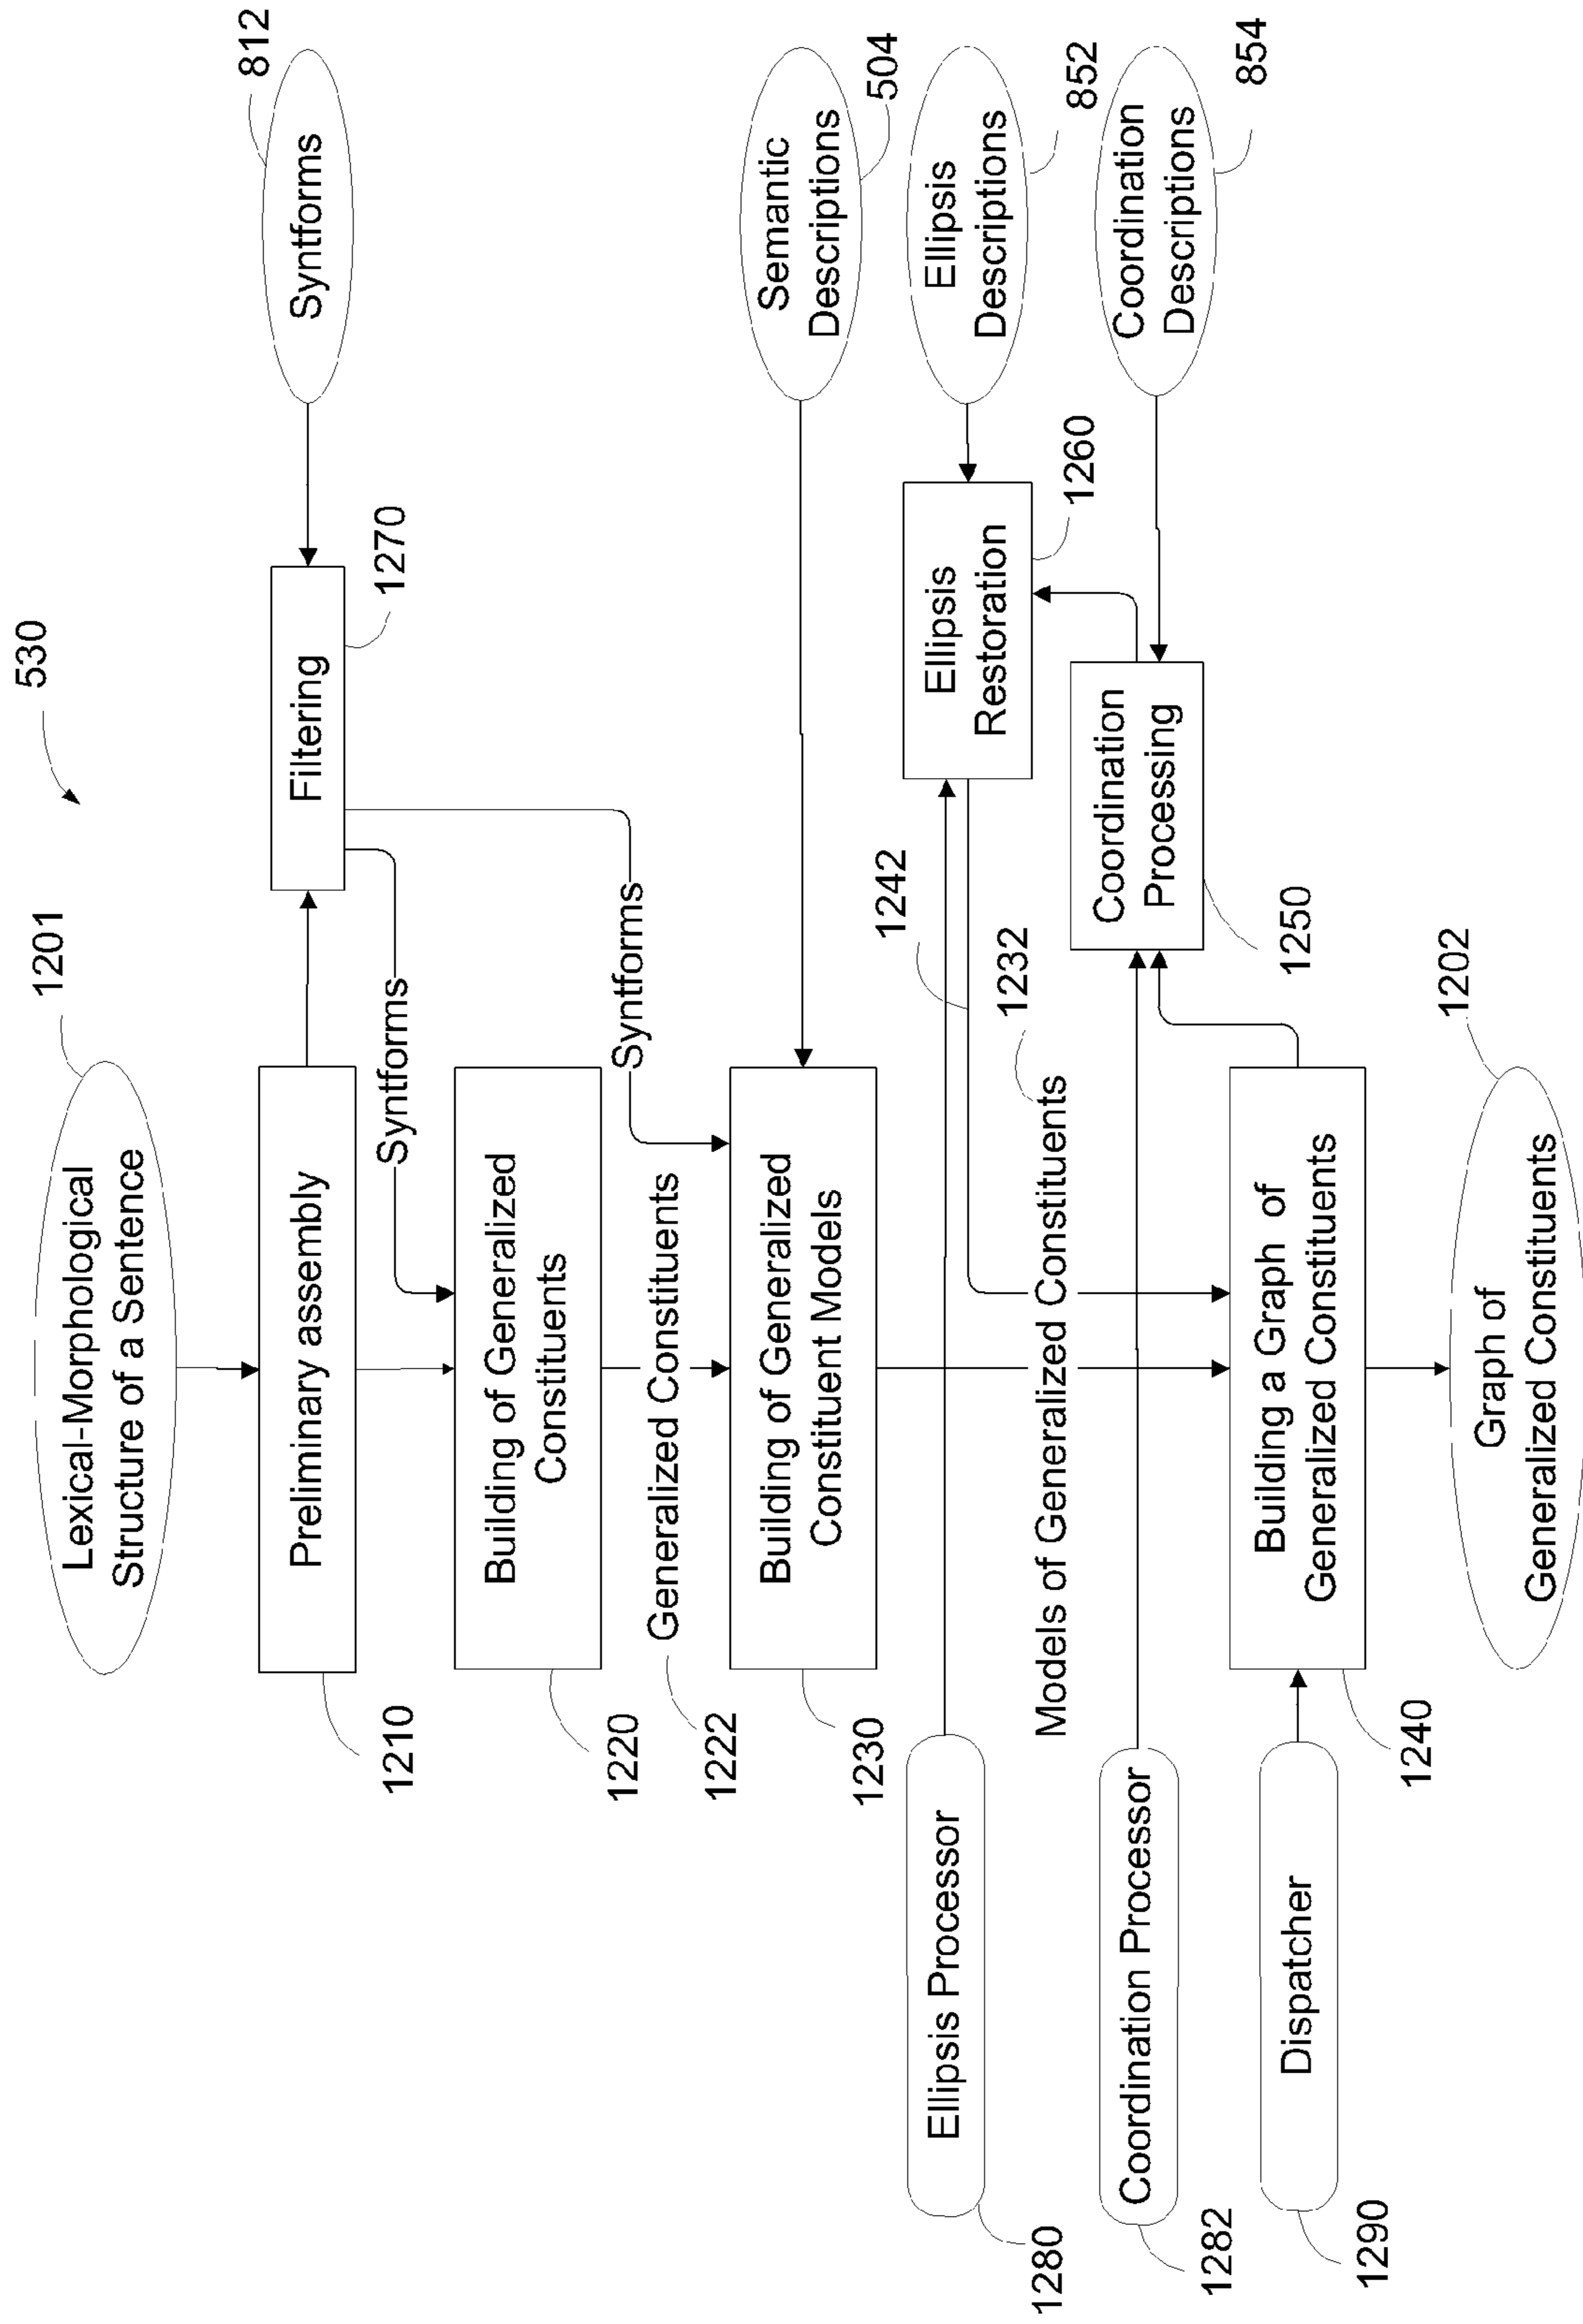 530
1201
Lexical-Morphological
Structure of a Sentence
812
Syntforms
Filtering
1270
Preliminary assembly
1210
Syntforms
Building of Generalized
Constituents
1220
Syntforms
Generalized Constituents
1222
Building of Generalized
Constituent Models
1230
Semantic
Descriptions
504
Ellipsis
Descriptions
852
Ellipsis
Restoration
1260
1242
Ellipsis Processor
1280
1232
Models of Generalized Constituents
Coordination
Descriptions
854
Coordination
Processing
1250
Coordination Processor
1282
Building a Graph of
Generalized Constituents
1240
Dispatcher
1290
1202
Graph of
Generalized Constituents